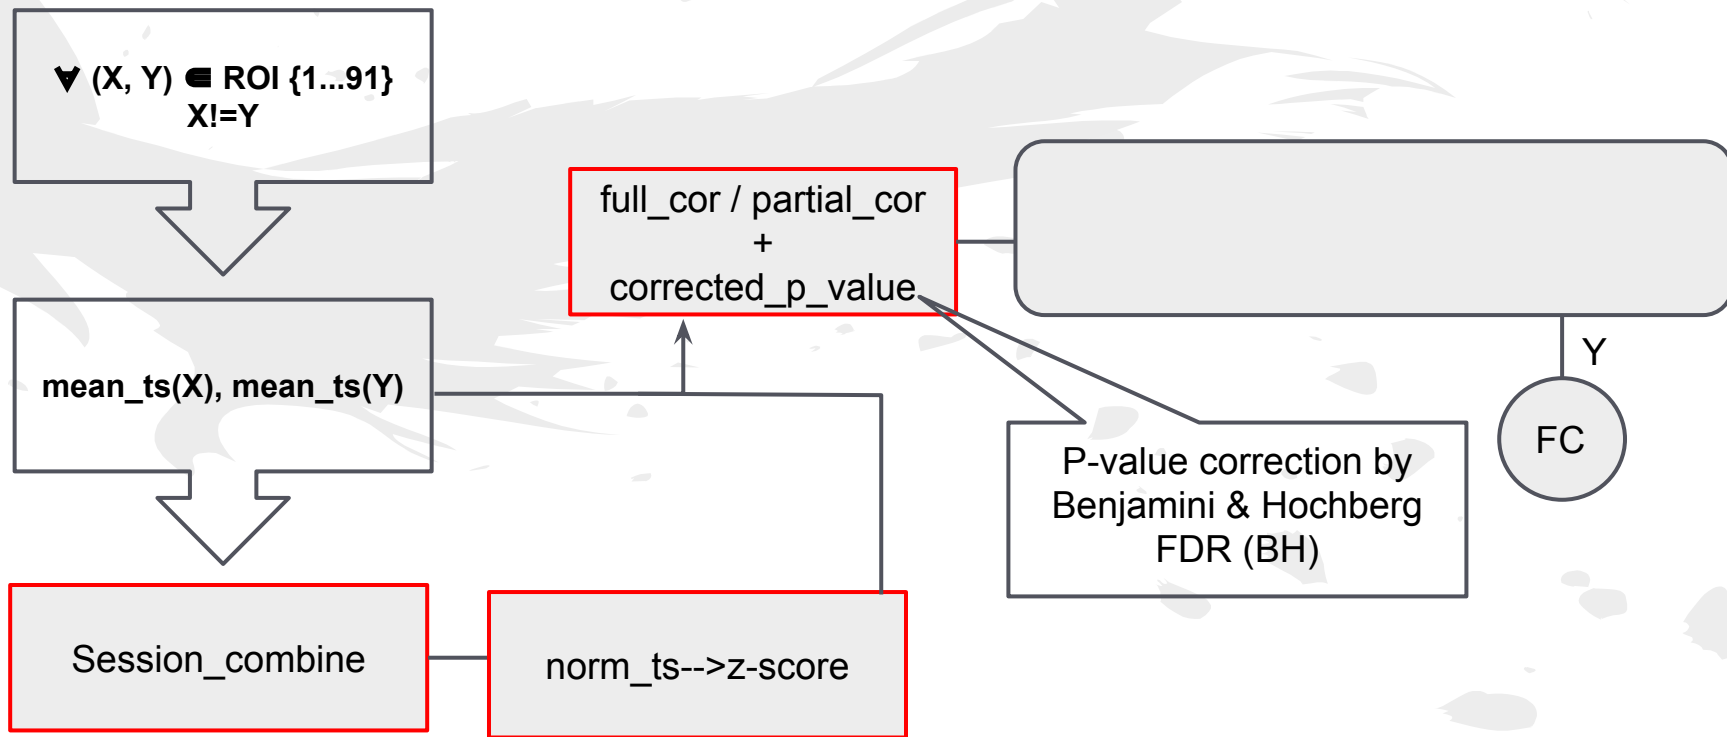 ∀ (X, Y) ⋐ ROI {1...91}
X!=Y
mean_ts(X), mean_ts(Y)
Session_combine
norm_ts-->z-score
full_cor / partial_cor
+
corrected_p_value
P-value correction by
Benjamini & Hochberg
FDR (BH)
Y
FC